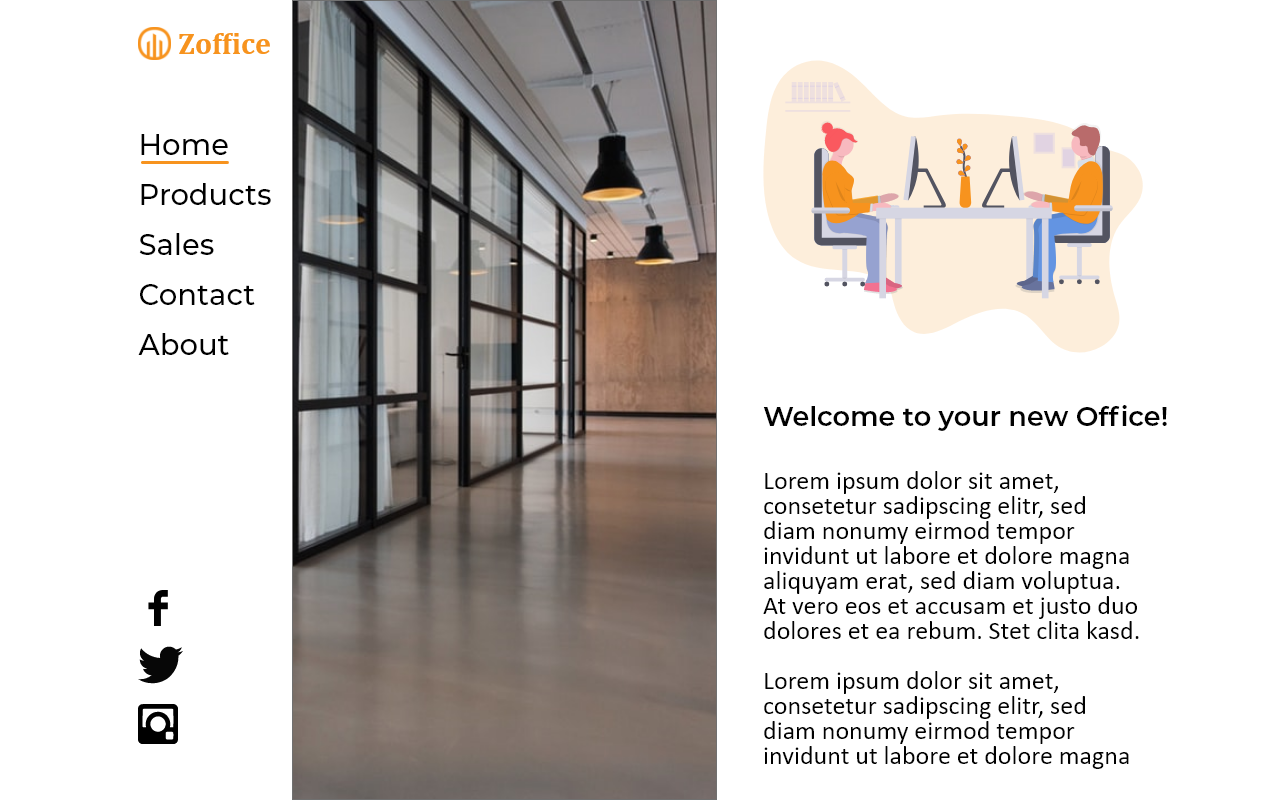 Zoffice
Home
Products
Sales
Contact
About
Welcome to your new Office!
Lorem ipsum dolor sit amet,
consetetur sadipscing elitr, sed
diam nonumy eirmod tempor
invidunt ut labore et dolore magna
aliquyam erat, sed diam voluptua.
At vero eos et accusam et justo duo
dolores et ea rebum. Stet clita kasd.
Lorem ipsum dolor sit amet,
consetetur sadipscing elitr, sed
diam nonumy eirmod tempor
invidunt ut labore et dolore magna